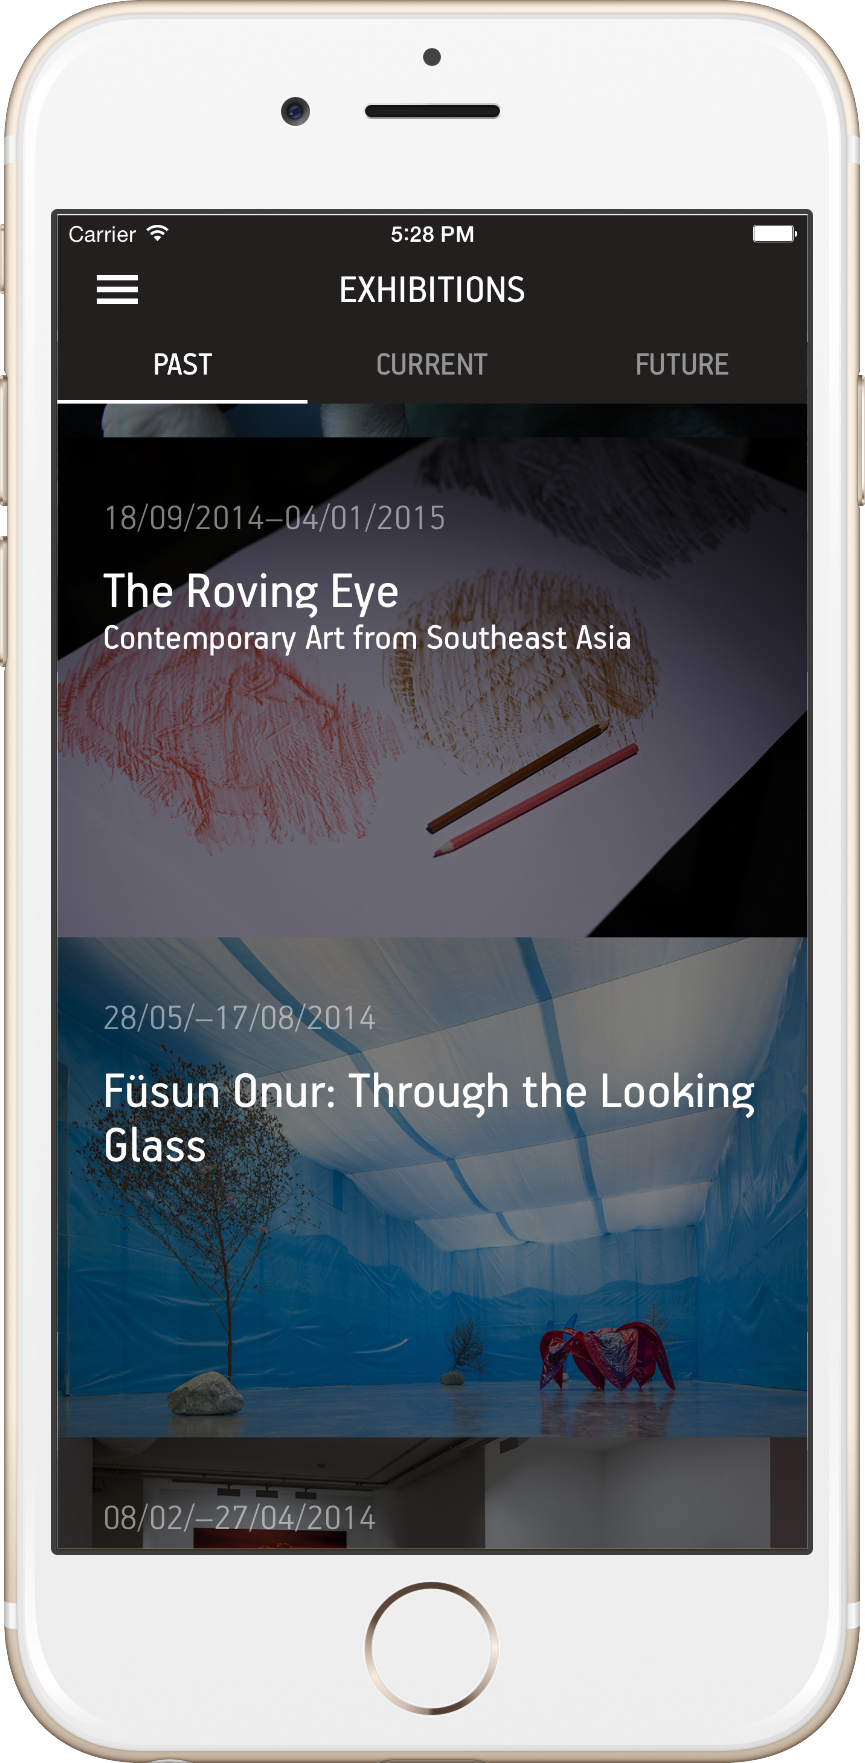 Carrier 5:28 PM
EXHIBITIONS
PAST CURRENT FUTURE
18/09/2014–04/01/2015
The Roving Eye
Contemporary Art from Southeast Asia
28/05/–17/08/2014
Füsun Onur: Through the Looking
Glass
08/02/–27/04/2014